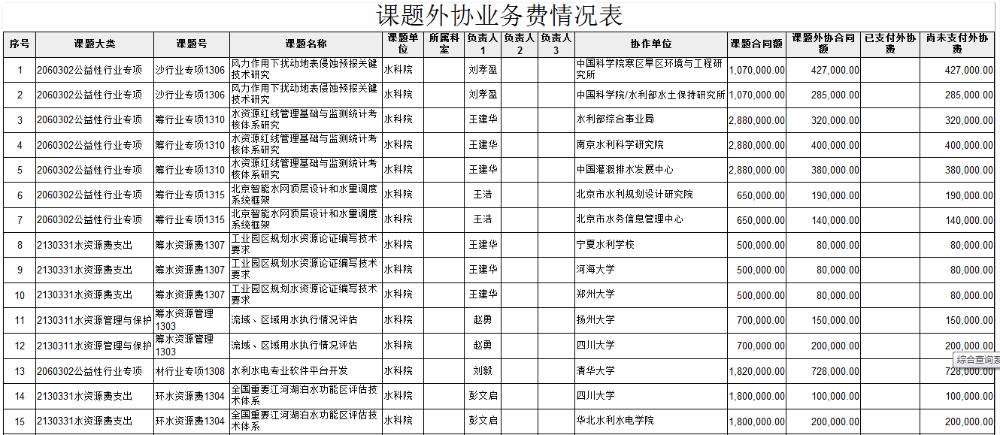 课题外协业务费情况表
序号 课题大类 课题号 课题名称 课题单位 所属科室 负责人1 负责人2 负责人3 协作单位 课题合同额 课题外协合同额 已支付外协费 尚未支付外协费
1 2060302公益性行业专项 沙行业专项1306 风力作用下扰动地表侵蚀预报关键技术研究 水科院 刘孝盈 中国科学院寒区旱区环境与工程研究所 1,070,000.00 427,000.00 427,000.00
2 2060302公益性行业专项 沙行业专项1306 风力作用下扰动地表侵蚀预报关键技术研究 水科院 刘孝盈 中国科学院/水利部水土保持研究所 1,070,000.00 285,000.00 285,000.00
3 2060302公益性行业专项 筹行业专项1310 水资源红线管理基础与监测统计考核体系研究 水科院 王建华 水利部综合事业局 2,880,000.00 320,000.00 320,000.00
4 2060302公益性行业专项 筹行业专项1310 水资源红线管理基础与监测统计考核体系研究 水科院 王建华 南京水利科学研究院 2,880,000.00 400,000.00 400,000.00
5 2060302公益性行业专项 筹行业专项1310 水资源红线管理基础与监测统计考核体系研究 水科院 王建华 中国灌溉排水发展中心 2,880,000.00 380,000.00 380,000.00
6 2060302公益性行业专项 筹行业专项1315 北京智能水网顶层设计和水量调度系统框架 水科院 王浩 北京市水利规划设计研究院 650,000.00 190,000.00 190,000.00
7 2060302公益性行业专项 筹行业专项1315 北京智能水网顶层设计和水量调度系统框架 水科院 王浩 北京市水务信息管理中心 650,000.00 140,000.00 140,000.00
8 2130331水资源费支出 筹水资源费1307 工业园区规划水资源论证编写技术要求 水科院 王建华 宁夏水利学校 500,000.00 80,000.00 80,000.00
9 2130331水资源费支出 筹水资源费1307 工业园区规划水资源论证编写技术要求 水科院 王建华 河海大学 500,000.00 80,000.00 80,000.00
10 2130331水资源费支出 筹水资源费1307 工业园区规划水资源论证编写技术要求 水科院 王建华 郑州大学 500,000.00 80,000.00 80,000.00
11 2130311水资源管理与保护 筹水资源管理1303 流域、区域用水执行情况评估 水科院 赵勇 扬州大学 700,000.00 150,000.00 150,000.00
12 2130311水资源管理与保护 筹水资源管理1303 流域、区域用水执行情况评估 水科院 赵勇 四川大学 700,000.00 200,000.00 200,000.00
综合查询系
13 2060302公益性行业专项 材行业专项1308 水利水电专业软件平台开发 水科院 刘毅 清华大学 1,820,000.00 728,000.00 728,000.00
14 2130331水资源费支出 环水资源费1304 全国重要江河湖泊水功能区评估技术体系 水科院 彭文启 四川大学 1,800,000.00 100,000.00 100,000.00
15 2130331水资源费支出 环水资源费1304 全国重要江河湖泊水功能区评估技术体系 水科院 彭文启 华北水利水电学院 1,800,000.00 200,000.00 200,000.00